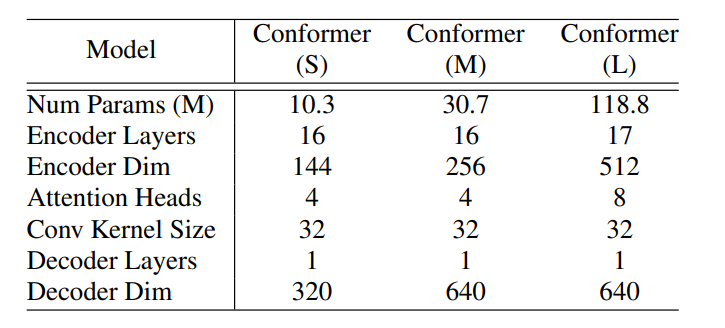 Model Conformer (S) Conformer (M) Conformer (L)
Num Params (M) 10.3 30.7 118.8
Encoder Layers 16 16 17
Encoder Dim 144 256 512
Attention Heads 4 4 8
Conv Kernel Size 32 32 32
Decoder Layers 1 1 1
Decoder Dim 320 640 640